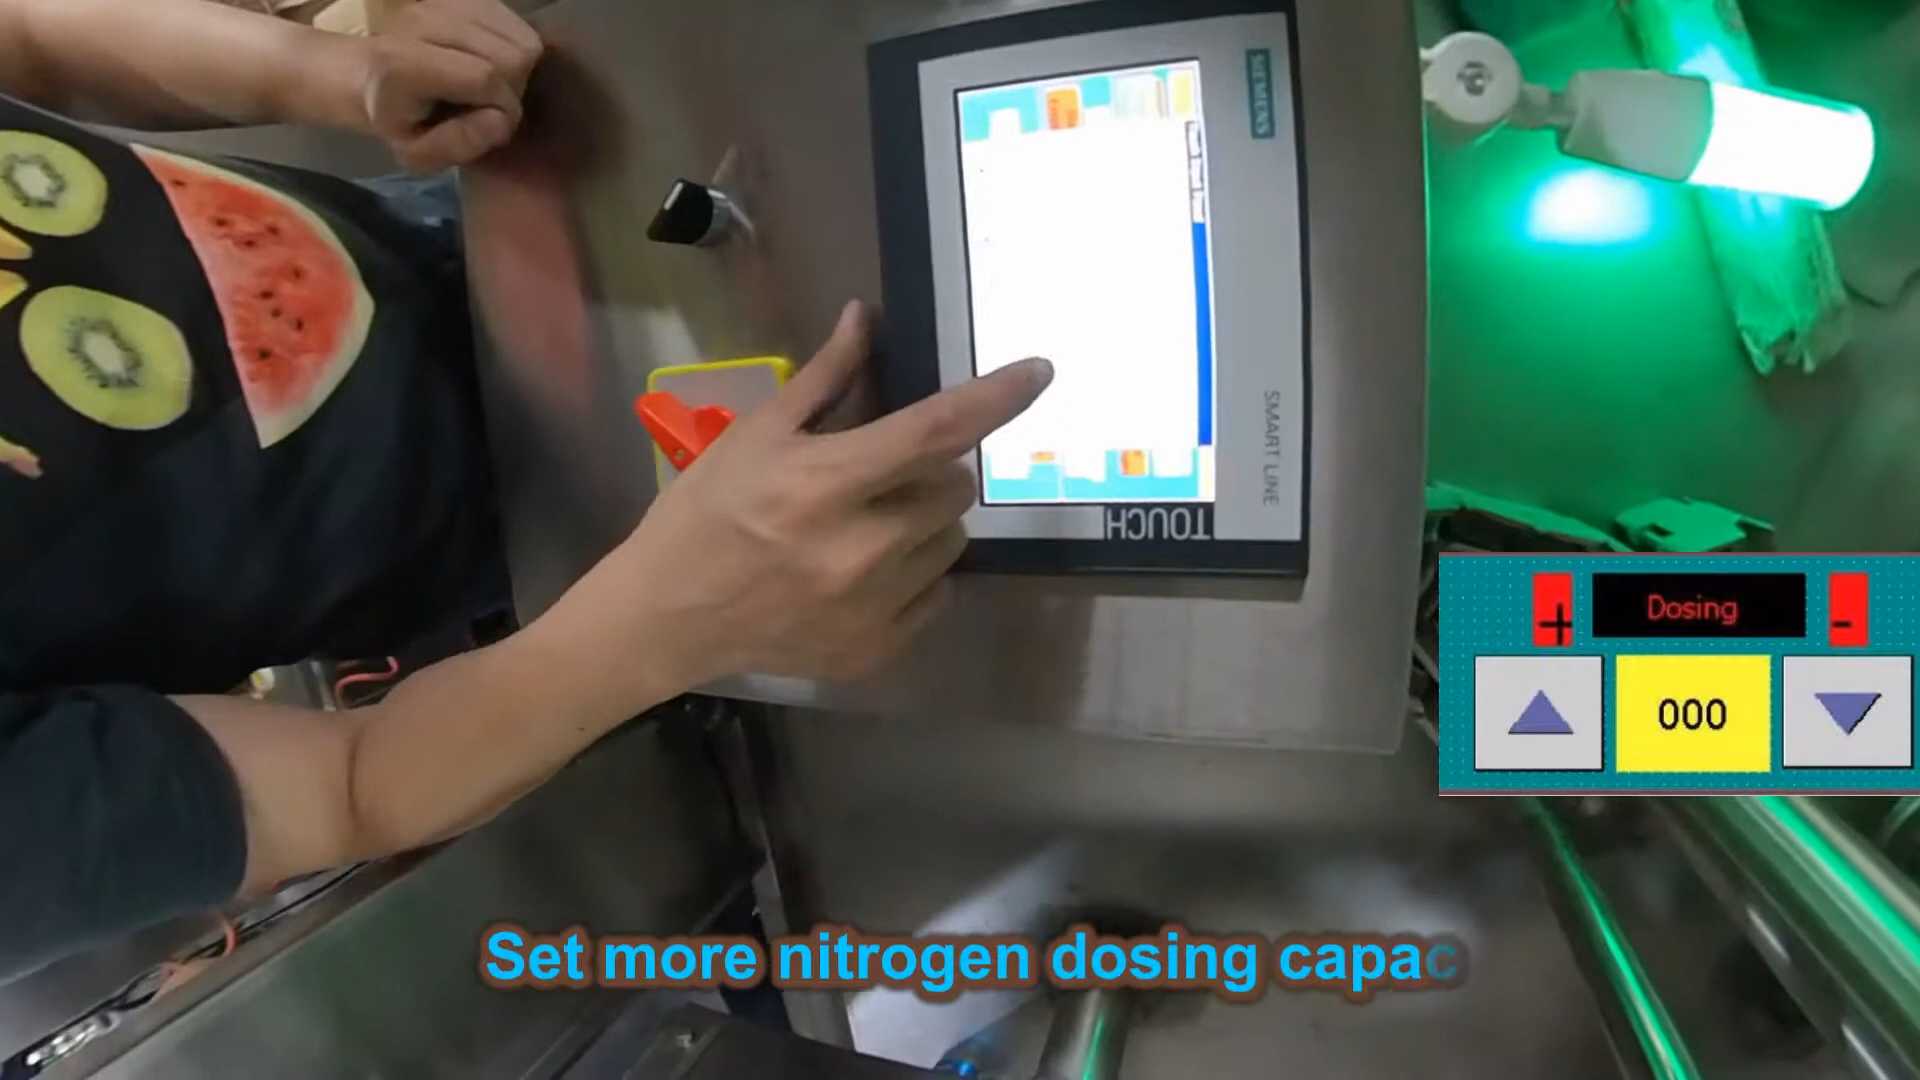 SIEMENS
SMART LINE
TOUCH
+
Dosing
-
000
Set more nitrogen dosing capac